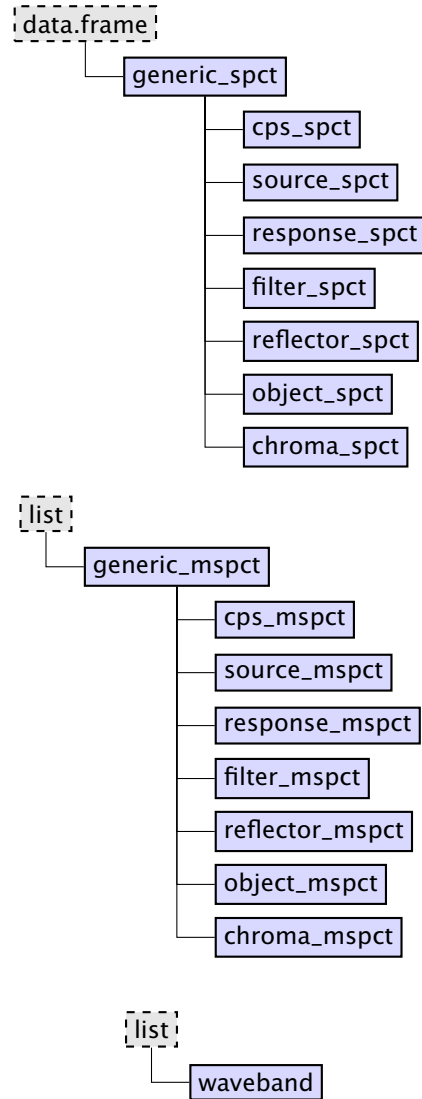 data.frame
generic_spct
cps_spct
source_spct
response_spct
filter_spct
reflector_spct
object_spct
chroma_spct
list
generic_mspct
cps_mspct
source_mspct
response_mspct
filter_mspct
reflector_mspct
object_mspct
chroma_mspct
list
waveband